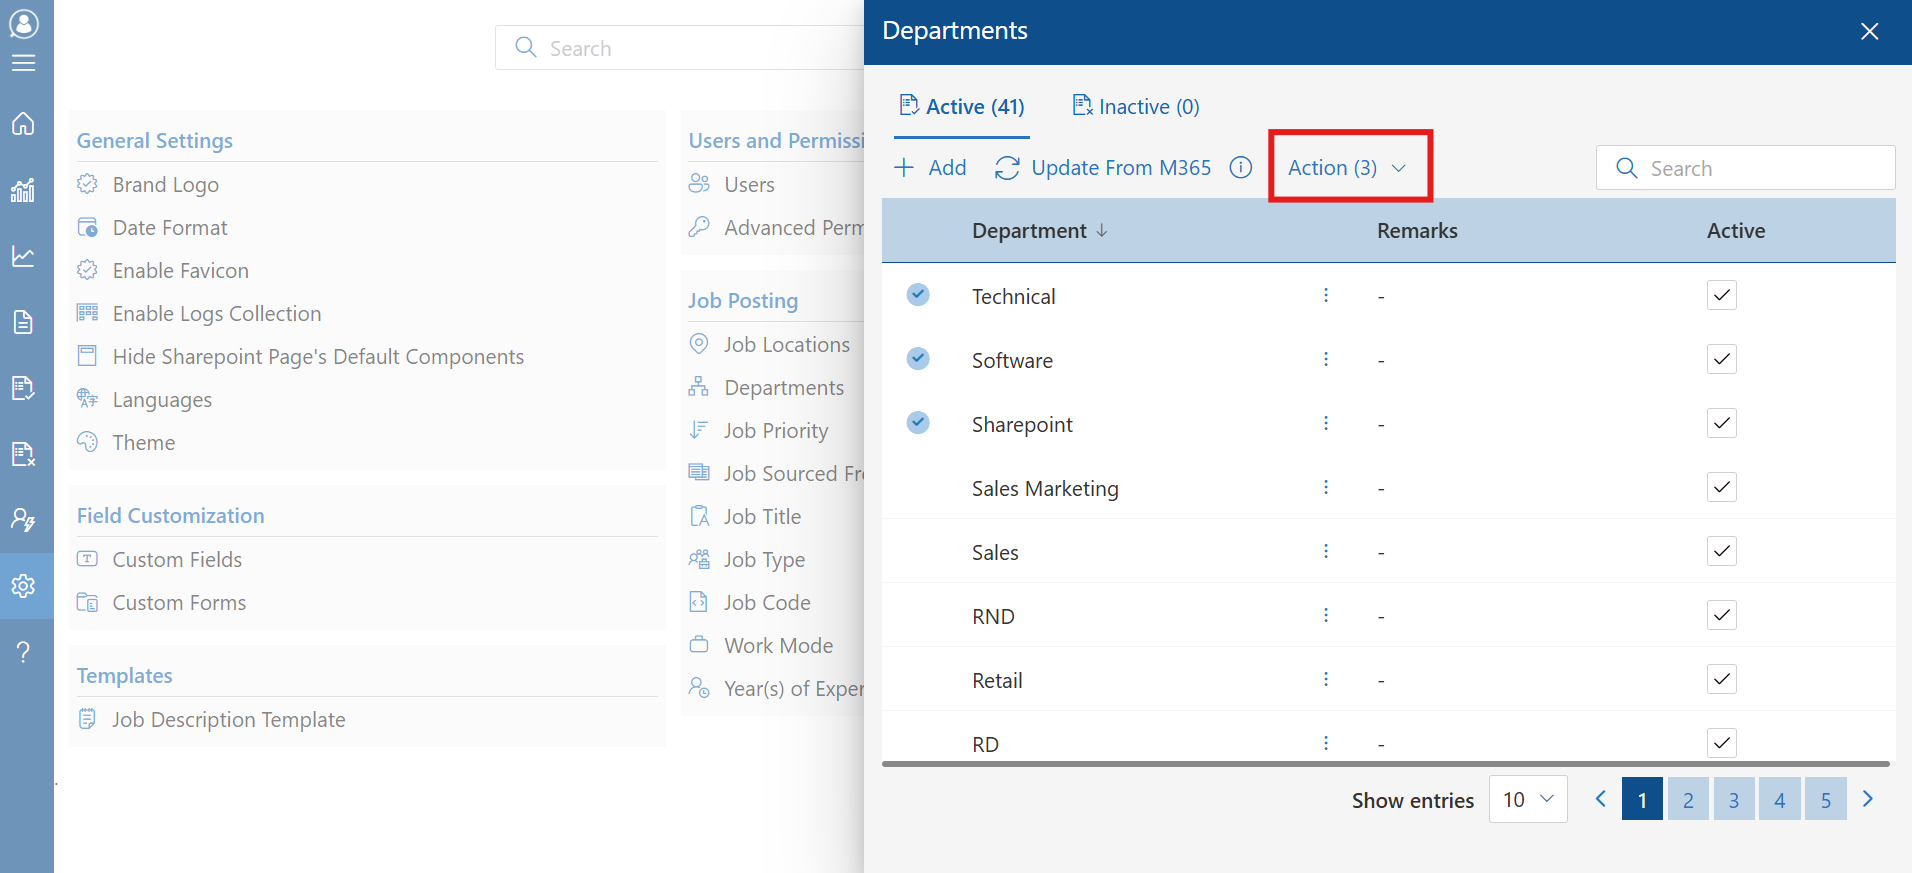 Search
General Settings
Brand Logo
Date Format
Enable Favicon
Enable Logs Collection
Hide Sharepoint Page's Default Components
Languages
Theme
Field Customization
Custom Fields
Custom Forms
Templates
Job Description Template
Users and Permissi
Users
Advanced Perm
Job Posting
Job Locations
Departments
Job Priority
Job Sourced Fr
Job Title
Job Type
Job Code
Work Mode
Year(s) of Exper
Departments
Active (41) Inactive (0)
Add Update From M365 Action (3) Search
Department Remarks Active
Technical -
Software -
Sharepoint -
Sales Marketing -
Sales -
RND -
Retail -
RD -
Show entries 10 1 2 3 4 5